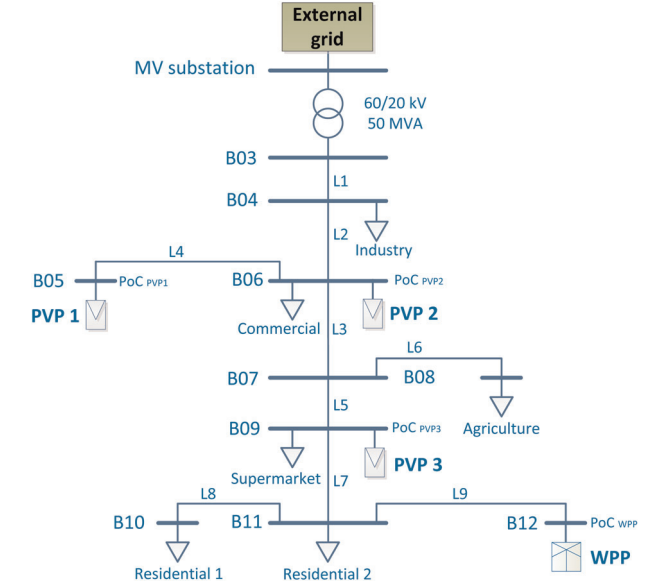 External
grid
MV substation
60/20 kV
50 MVA
B03
L1
B04
L2
Industry
L4
B05
PoC PVP1
B06
PoC PVP2
PVP 1
PVP 2
Commercial
L3
L6
B07
B08
L5
B09
PoC PVP3
Agriculture
Supermarket
PVP 3
L7
L8
L9
B10
B11
B12
PoC WPP
WPP
Residential 1
Residential 2